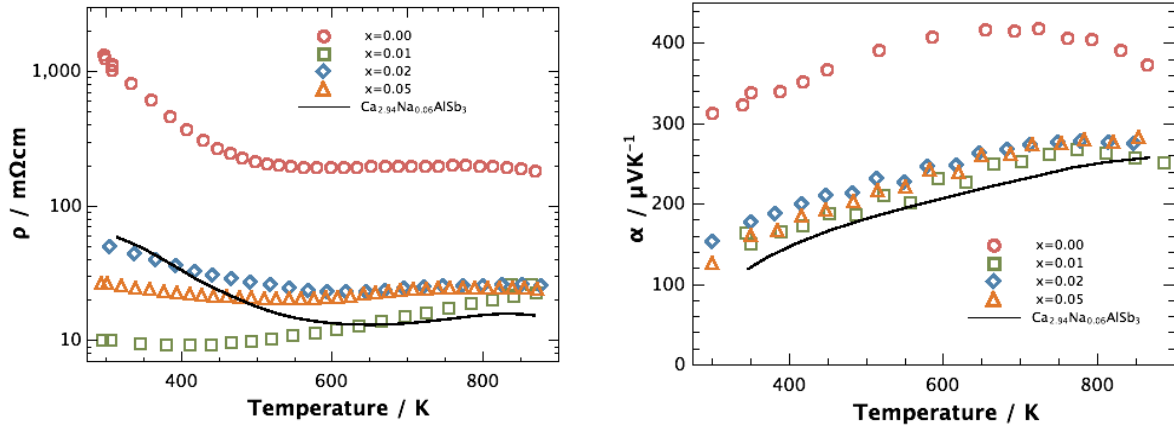 x=0.00
x=0.01
x=0.02
x=0.05
Ca2.94Na0.06AlSb3
1,000
100
10
ρ / mΩcm
400
600
800
Temperature / K
400
300
200
100
0
α / μVK⁻¹
x=0.00
x=0.01
x=0.02
x=0.05
Ca2.94Na0.06AlSb3
400
600
800
Temperature / K